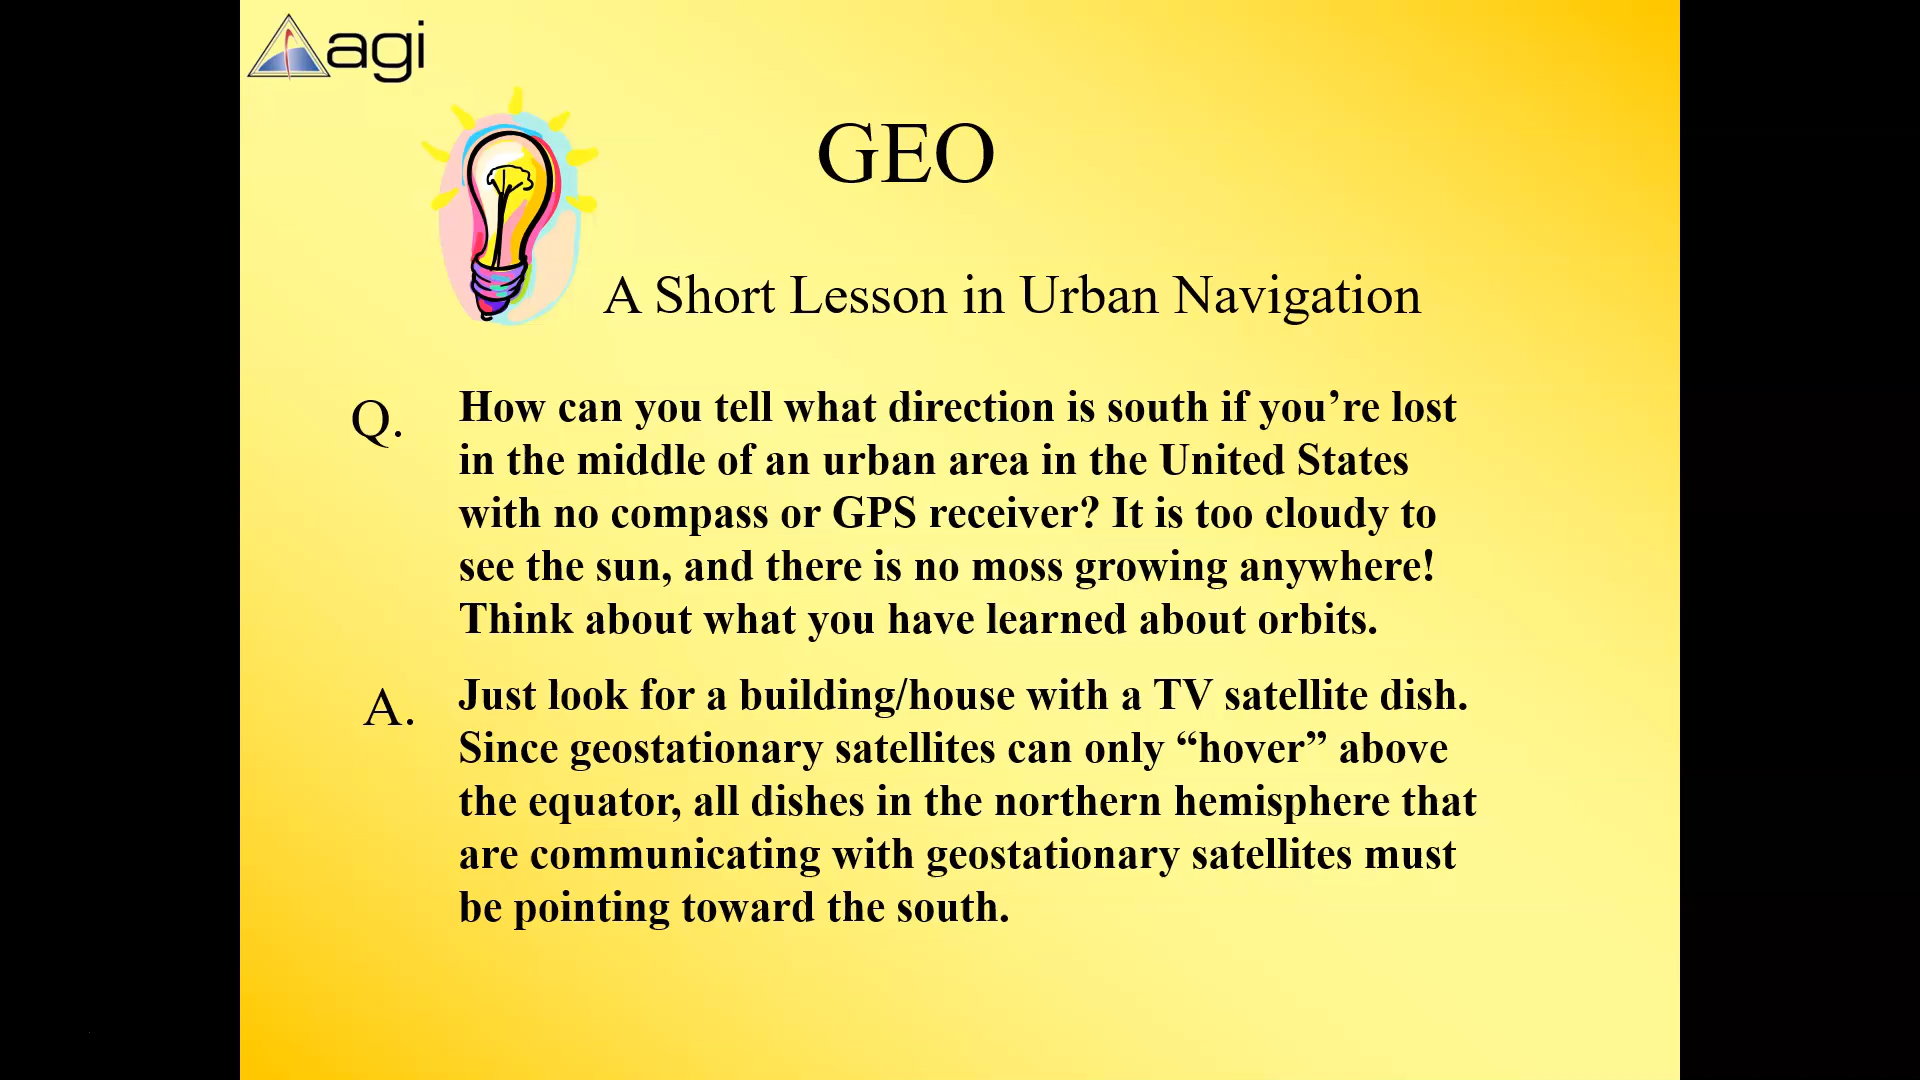 agi
GEO
A Short Lesson in Urban Navigation
Q.
How can you tell what direction is south if you’re lost
in the middle of an urban area in the United States
with no compass or GPS receiver? It is too cloudy to
see the sun, and there is no moss growing anywhere!
Think about what you have learned about orbits.
A.
Just look for a building/house with a TV satellite dish.
Since geostationary satellites can only “hover” above
the equator, all dishes in the northern hemisphere that
are communicating with geostationary satellites must
be pointing toward the south.